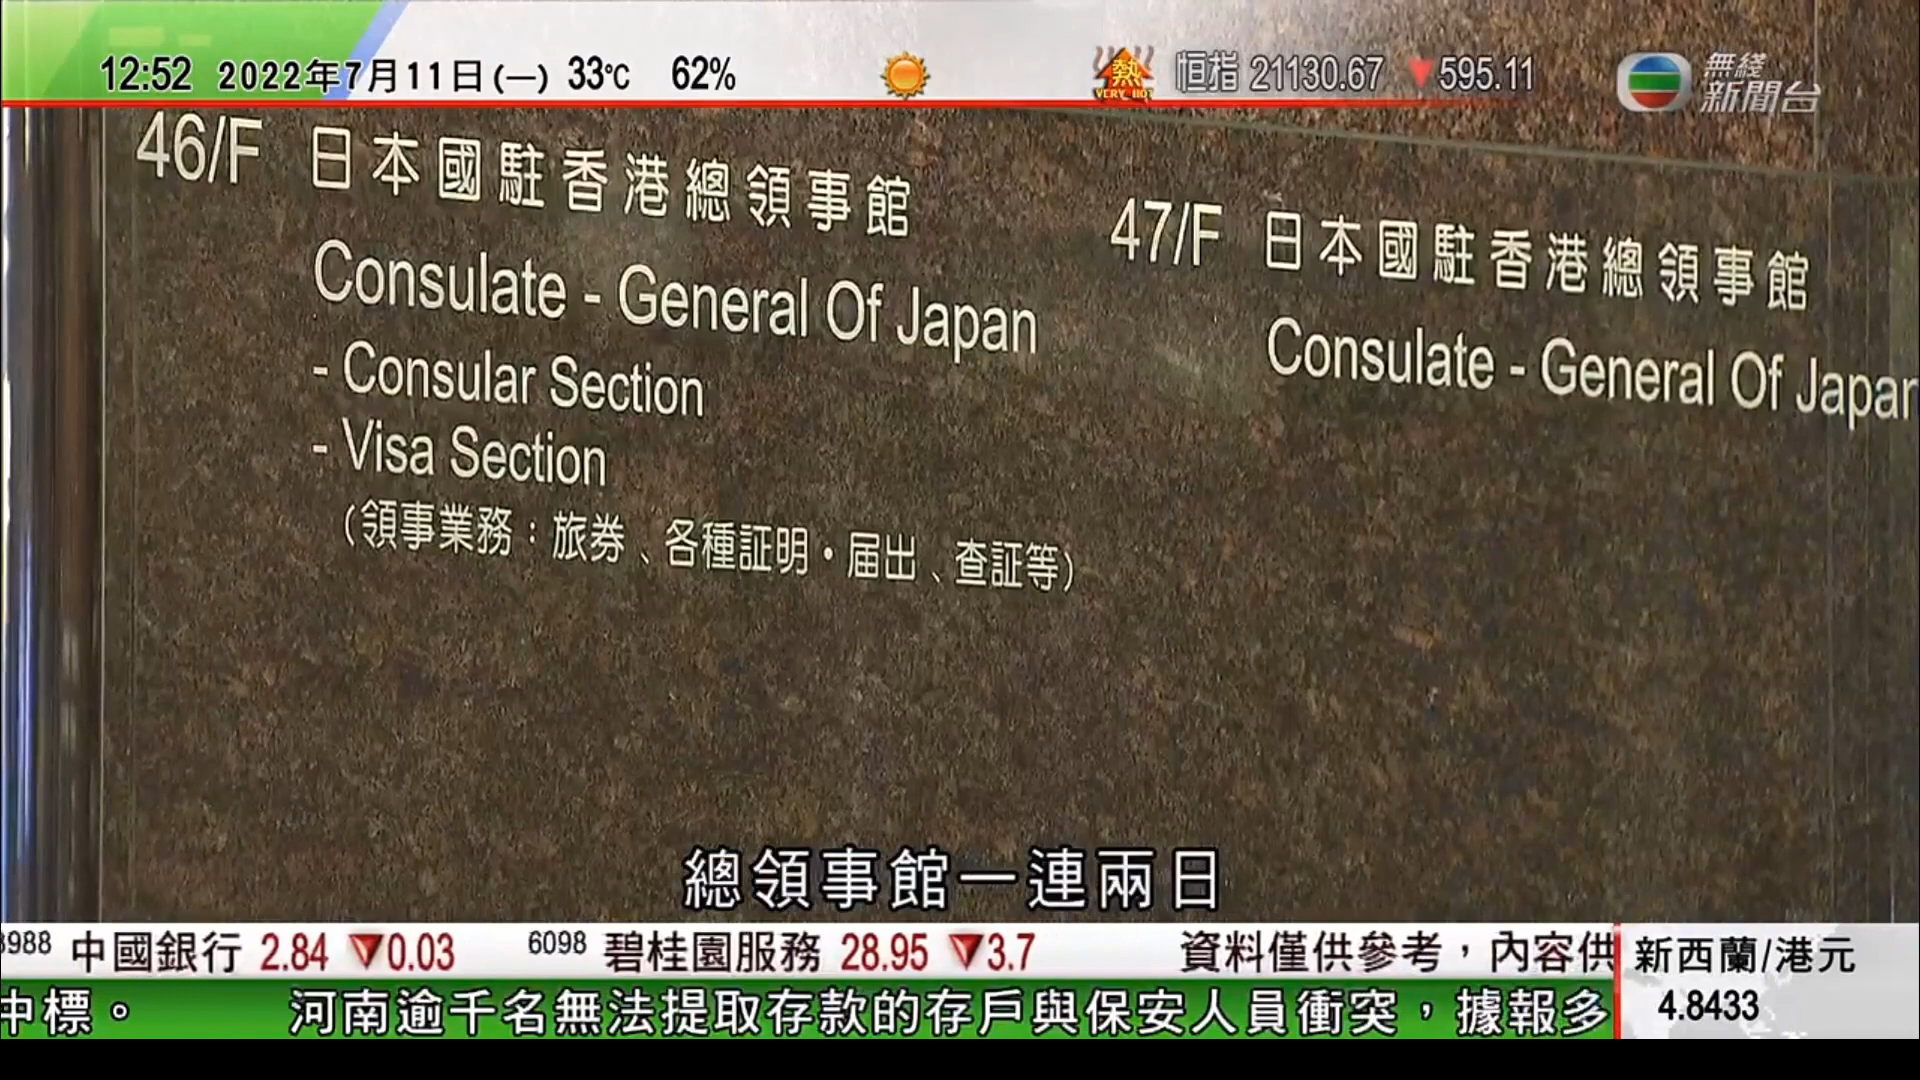 12:52 2022年7月11日(一) 33℃ 62% 熱 VERY HOT 恒指 21130.67 ▼595.11 無綫新聞台
46/F 日本國駐香港總領事館
Consulate - General Of Japan
- Consular Section
- Visa Section
(領事業務：旅券、各種証明・届出、查証等)
47/F 日本國駐香港總領事館
Consulate - General Of Japan
總領事館一連兩日
3988 中國銀行 2.84 ▼0.03 6098 碧桂園服務 28.95 ▼3.7 資料僅供參考，內容供
新西蘭/港元
4.8433
中標。 河南逾千名無法提取存款的存戶與保安人員衝突，據報多